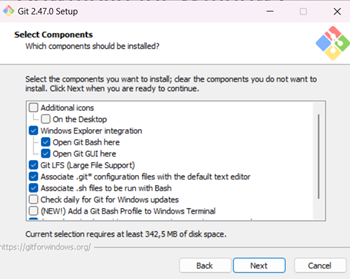 Git 2.47.0 Setup
Select Components
Which components should be installed?
Select the components you want to install; clear the components you do not want to
install. Click Next when you are ready to continue.
Additional icons
On the Desktop
Windows Explorer integration
Open Git Bash here
Open Git GUI here
Git LFS (Large File Support)
Associate .git* configuration files with the default text editor
Associate .sh files to be run with Bash
Check daily for Git for Windows updates
(NEW!) Add a Git Bash Profile to Windows Terminal
Current selection requires at least 342,5 MB of disk space.
https://gitforwindows.org/
Back
Next
Cancel